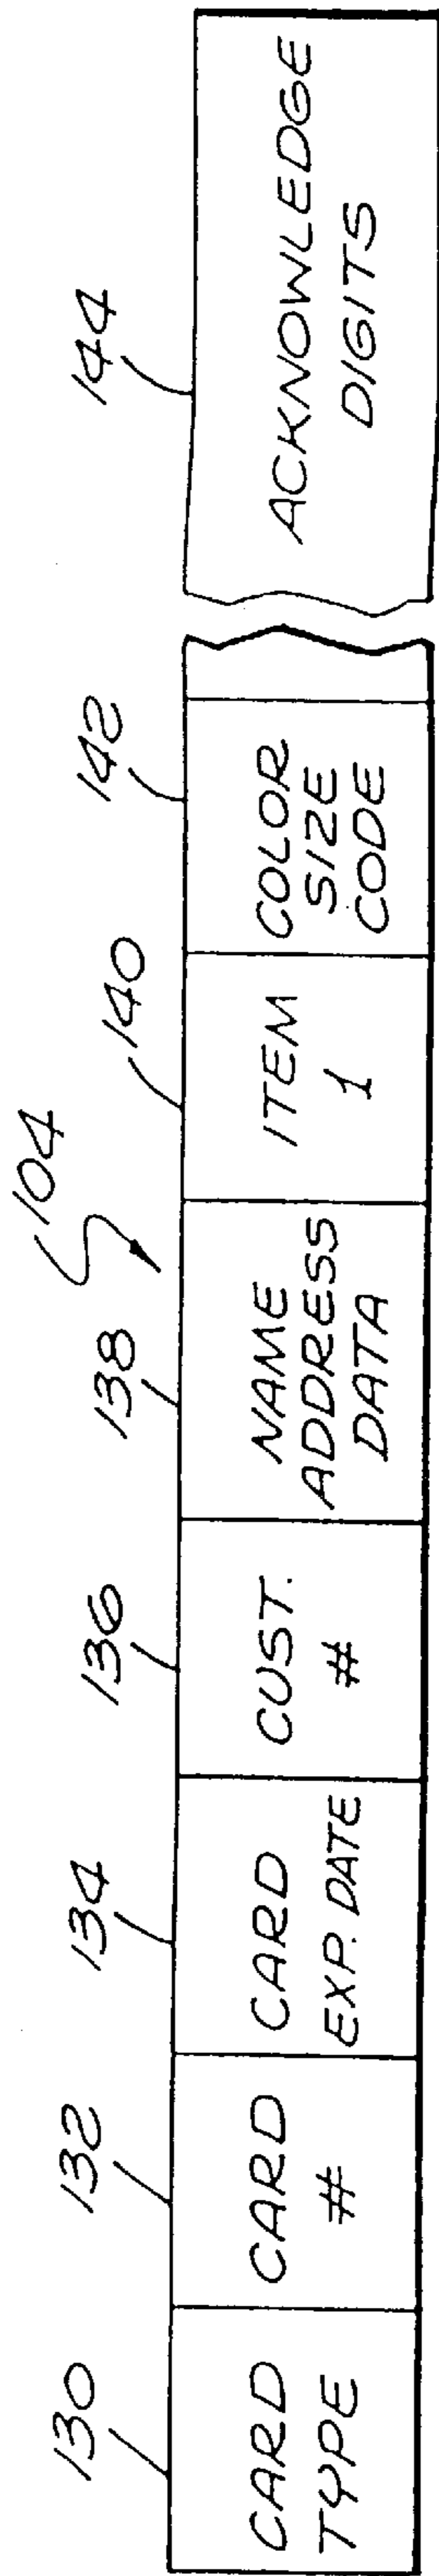 104
130 132 134 136 138 140 142 144
CARD
TYPE
CARD
#
CARD
EXP. DATE
CUST.
#
NAME
ADDRESS
DATA
ITEM
1
COLOR
SIZE
CODE
ACKNOWLEDGE
DIGITS